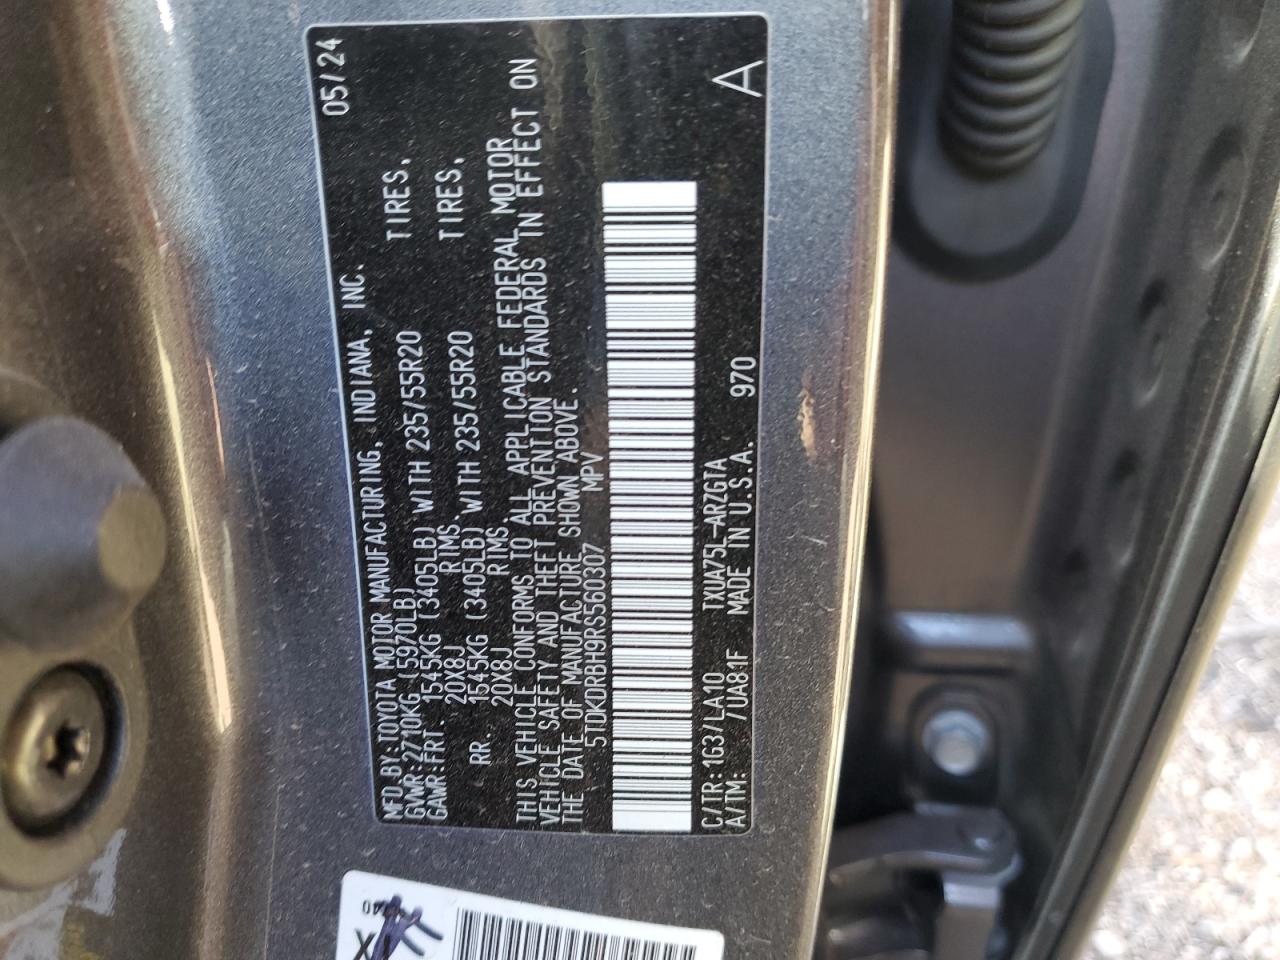 MFD.BY:TOYOTA MOTOR MANUFACTURING, INDIANA, INC. 05/24
GVWR:2710KG (5970LB)
GAWR:FRT. 1545KG (3405LB) WITH 235/55R20 TIRES,
20X8J RIMS
RR. 1545KG (3405LB) WITH 235/55R20 TIRES,
20X8J RIMS.
THIS VEHICLE CONFORMS TO ALL APPLICABLE FEDERAL MOTOR
VEHICLE SAFETY AND THEFT PREVENTION STANDARDS IN EFFECT ON
THE DATE OF MANUFACTURE SHOWN ABOVE.
5TDKDRBH9RS560307 MPV
C/TR:1G3/LA10 TXUA75L-ARZGTA
A/TM: /UA81F MADE IN U.S.A. 970 A